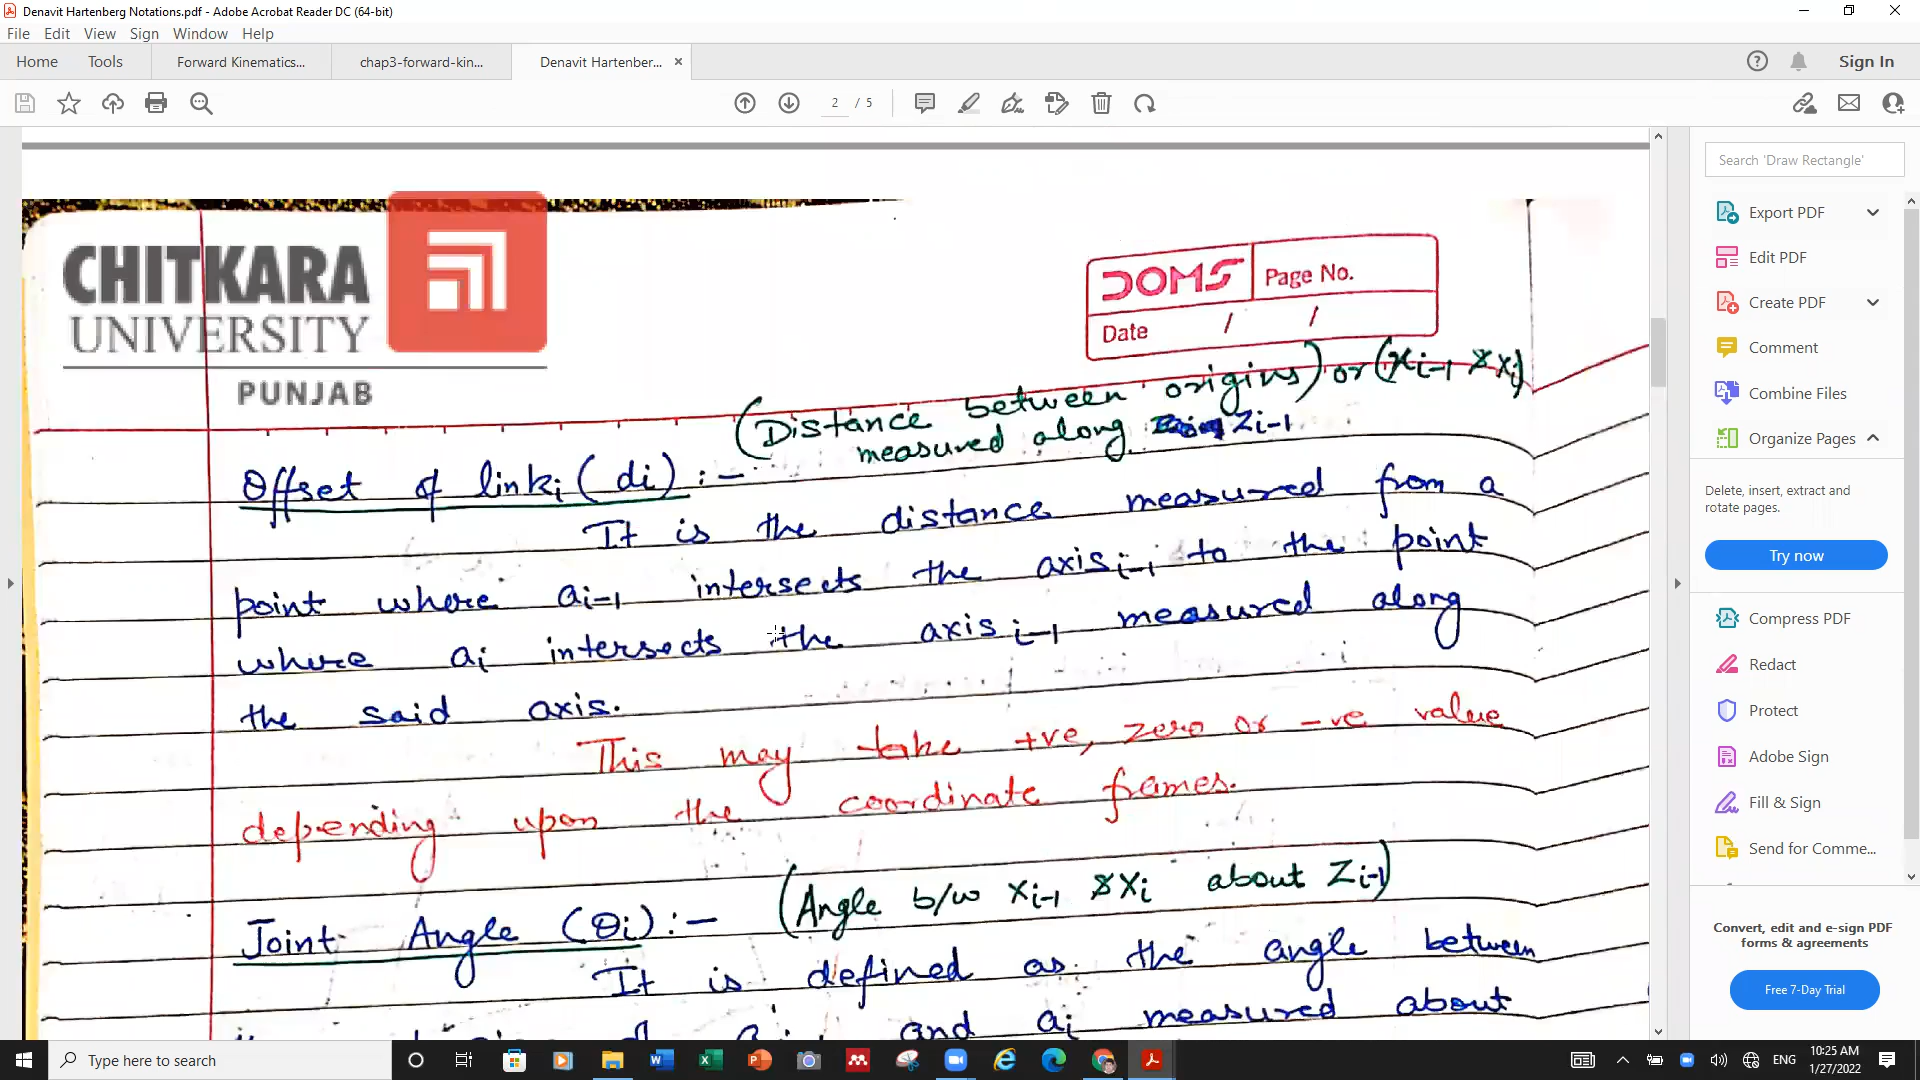 Denavit Hartenberg Notations.pdf - Adobe Acrobat Reader DC (64-bit)
File Edit View Sign Window Help
Home Tools Forward Kinematics... chap3-forward-kin... Denavit Hartenber... × Sign In
2 / 5
Search 'Draw Rectangle'
Export PDF
Edit PDF
Create PDF
Comment
Combine Files
Organize Pages
Delete, insert, extract and
rotate pages.
Try now
Compress PDF
Redact
Protect
Adobe Sign
Fill & Sign
Send for Comme...
Convert, edit and e-sign PDF
forms & agreements
Free 7-Day Trial
CHITKARA
UNIVERSITY
PUNJAB
DOMS Page No.
Date / /
(Distance between origins) or (xi-1 & xi)
measured along Zi-1
Offset of linki (di) :-
It is the distance measured from a
point where ai-1 intersects the axisi-1 to the point
where ai intersects the axisi-1 measured along
the said axis.
This may take +ve, zero or -ve value
depending upon the coordinate frames.
Joint Angle (θi) :- (Angle b/w Xi-1 & Xi about Zi-1)
It is defined as the angle between
and ai measured about
Type here to search
ENG
10:25 AM
1/27/2022